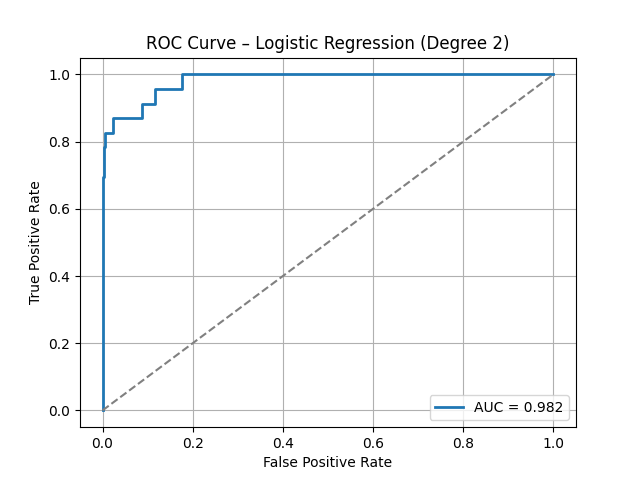 ROC Curve – Logistic Regression (Degree 2)
True Positive Rate
1.0
0.8
0.6
0.4
0.2
0.0
AUC = 0.982
0.0 0.2 0.4 0.6 0.8 1.0
False Positive Rate